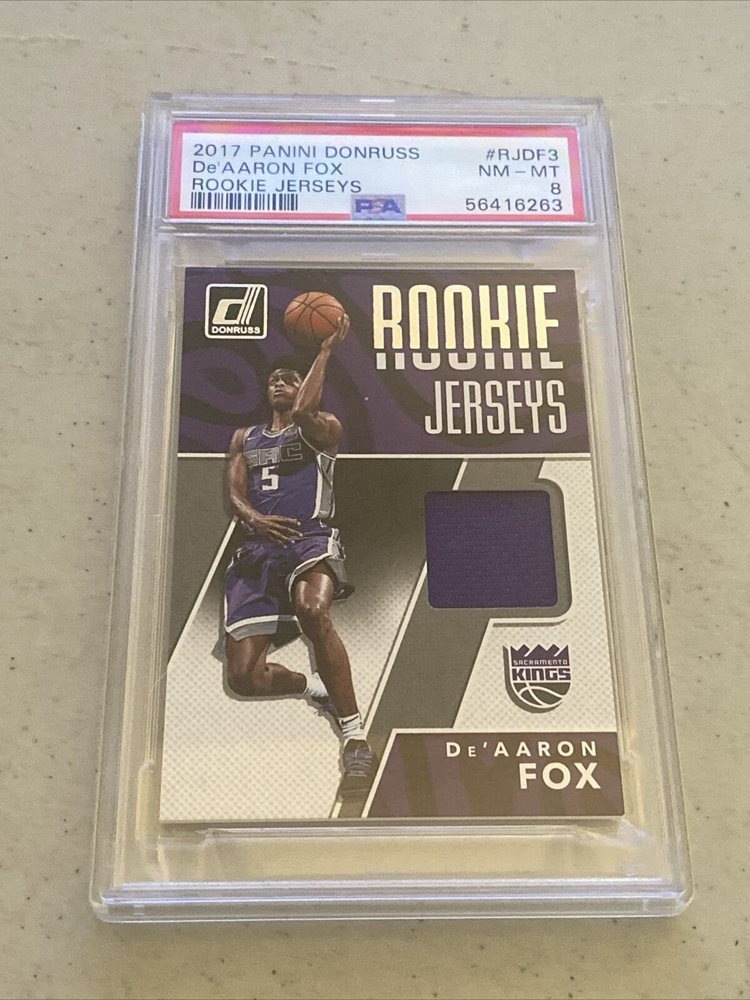 2017 PANINI DONRUSS #RJDF3
De'AARON FOX NM - MT
ROOKIE JERSEYS 8
PSA 56416263
DONRUSS
ROOKIE
JERSEYS
SAC
5
SACRAMENTO
KINGS
DE'AARON
FOX